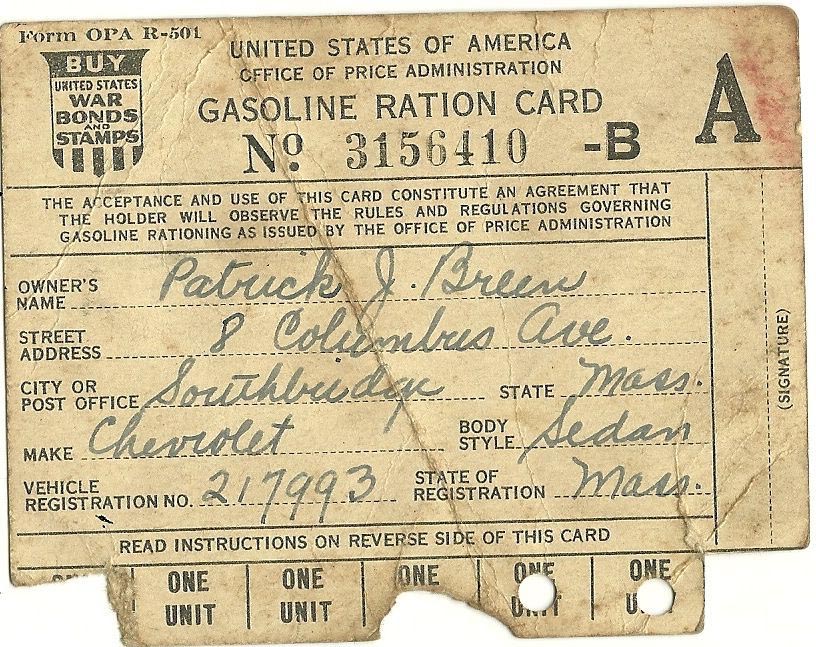 Form OPA R-501
BUY
UNITED STATES
WAR
BONDS
AND
STAMPS
UNITED STATES OF AMERICA
OFFICE OF PRICE ADMINISTRATION
GASOLINE RATION CARD
Nº 3156410 -B
A
THE ACCEPTANCE AND USE OF THIS CARD CONSTITUTE AN AGREEMENT THAT
THE HOLDER WILL OBSERVE THE RULES AND REGULATIONS GOVERNING
GASOLINE RATIONING AS ISSUED BY THE OFFICE OF PRICE ADMINISTRATION
OWNER'S
NAME Patrick J. Breen
STREET
ADDRESS 8 Columbus Ave.
CITY OR
POST OFFICE Southbridge STATE Mass.
MAKE Chevrolet BODY
STYLE Sedan
VEHICLE
REGISTRATION NO. 217993 STATE OF
REGISTRATION Mass.
(SIGNATURE)
READ INSTRUCTIONS ON REVERSE SIDE OF THIS CARD
ONE ONE ONE ONE ONE
UNIT UNIT